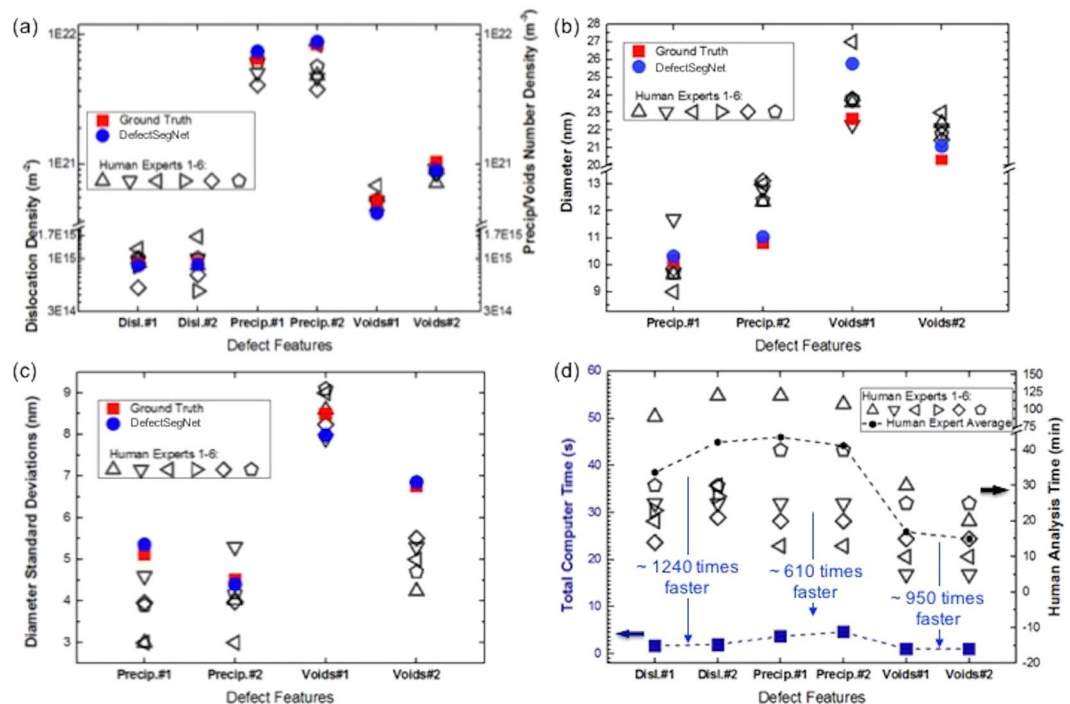 (a)
1E22
1E21
1.7E15
1E15
3E14
Dislocation Density (m⁻²)
Ground Truth
DefectSegNet
Human Experts 1-6:
1E22
1E21
1.7E15
1E15
3E14
Precip/Voids Number Density (m⁻³)
Disl.#1 Disl.#2 Precip.#1 Precip.#2 Voids#1 Voids#2
Defect Features
(b)
28
27
26
25
24
23
22
21
20
13
12
11
10
9
Diameter (nm)
Ground Truth
DefectSegNet
Human Experts 1-6:
Precip.#1 Precip.#2 Voids#1 Voids#2
Defect Features
(c)
9
8
7
6
5
4
3
Diameter Standard Deviations (nm)
Ground Truth
DefectSegNet
Human Experts 1-6:
Precip.#1 Precip.#2 Voids#1 Voids#2
Defect Features
(d)
60
50
40
30
20
10
0
Total Computer Time (s)
Human Experts 1-6:
Human Expert Average
~ 1240 times
faster
~ 610 times
faster
~ 950 times
faster
150
125
100
75
40
30
20
10
0
-10
-15
-20
Human Analysis Time (min)
Disl.#1 Disl.#2 Precip.#1 Precip.#2 Voids#1 Voids#2
Defect Features